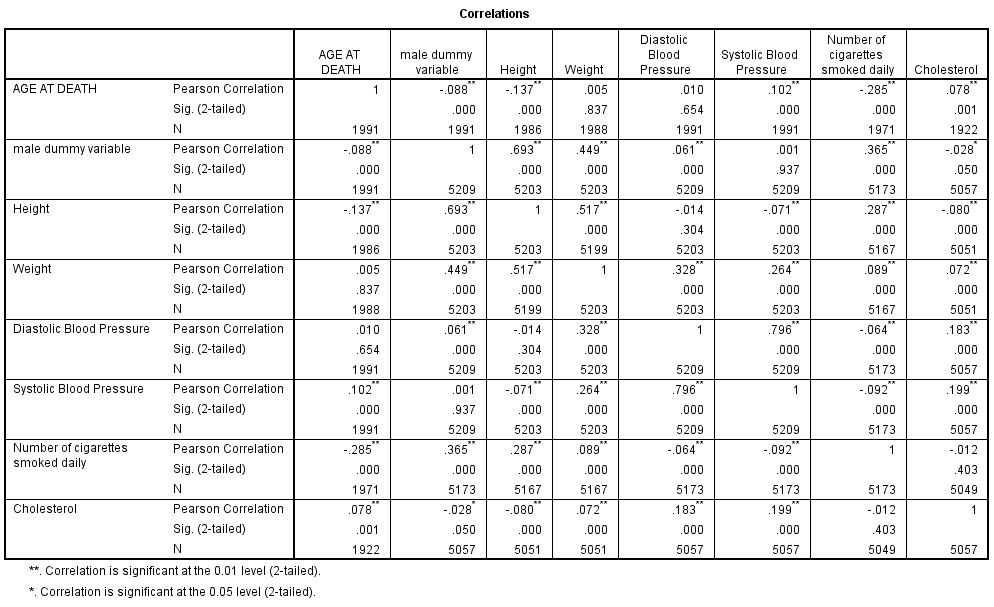 Correlations
AGE AT DEATH male dummy variable Height Weight Diastolic Blood Pressure Systolic Blood Pressure Number of cigarettes smoked daily Cholesterol
AGE AT DEATH Pearson Correlation 1 -.088** -.137** .005 .010 .102** -.285** .078**
Sig. (2-tailed) .000 .000 .837 .654 .000 .000 .001
N 1991 1991 1986 1988 1991 1991 1971 1922
male dummy variable Pearson Correlation -.088** 1 .693** .449** .061** .001 .365** -.028*
Sig. (2-tailed) .000 .000 .000 .000 .937 .000 .050
N 1991 5209 5203 5203 5209 5209 5173 5057
Height Pearson Correlation -.137** .693** 1 .517** -.014 -.071** .287** -.080**
Sig. (2-tailed) .000 .000 .000 .304 .000 .000 .000
N 1986 5203 5203 5199 5203 5203 5167 5051
Weight Pearson Correlation .005 .449** .517** 1 .328** .264** .089** .072**
Sig. (2-tailed) .837 .000 .000 .000 .000 .000 .000
N 1988 5203 5199 5203 5203 5203 5167 5051
Diastolic Blood Pressure Pearson Correlation .010 .061** -.014 .328** 1 .796** -.064** .183**
Sig. (2-tailed) .654 .000 .304 .000 .000 .000 .000
N 1991 5209 5203 5203 5209 5209 5173 5057
Systolic Blood Pressure Pearson Correlation .102** .001 -.071** .264** .796** 1 -.092** .199**
Sig. (2-tailed) .000 .937 .000 .000 .000 .000 .000
N 1991 5209 5203 5203 5209 5209 5173 5057
Number of cigarettes smoked daily Pearson Correlation -.285** .365** .287** .089** -.064** -.092** 1 -.012
Sig. (2-tailed) .000 .000 .000 .000 .000 .000 .403
N 1971 5173 5167 5167 5173 5173 5173 5049
Cholesterol Pearson Correlation .078** -.028* -.080** .072** .183** .199** -.012 1
Sig. (2-tailed) .001 .050 .000 .000 .000 .000 .403
N 1922 5057 5051 5051 5057 5057 5049 5057
**. Correlation is significant at the 0.01 level (2-tailed).
*. Correlation is significant at the 0.05 level (2-tailed).